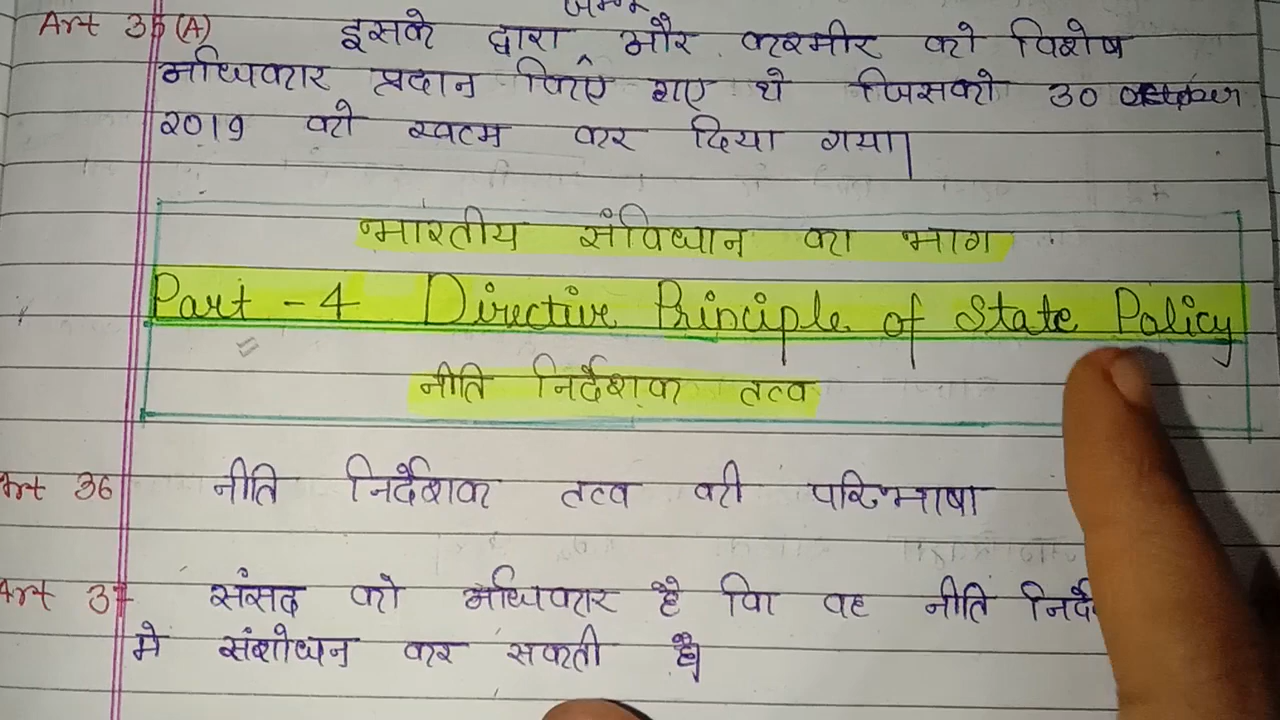 जम्मू
Art 35(A) इसके द्वारा और कश्मीर को विशेष
अधिकार प्रदान किए गए थे जिसको 30 October
2019 को खत्म कर दिया गया।
भारतीय संविधान का भाग
Part - 4 Directive Principle of State Policy
नीति निर्देशक तत्व
Art 36 नीति निर्देशक तत्व की परिभाषा
Art 37 संसद को अधिकार है कि वह नीति
मे संशोधन कर सकती है।